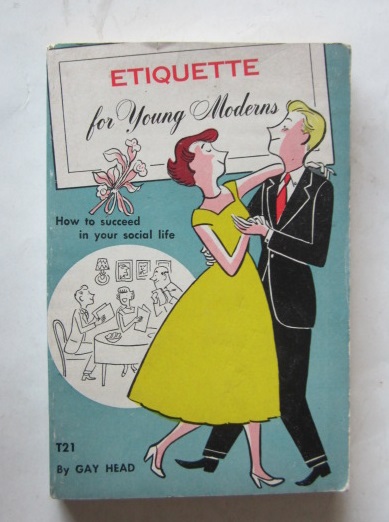 ETIQUETTE
for Young Moderns
How to succeed
in your social life
T21
By GAY HEAD